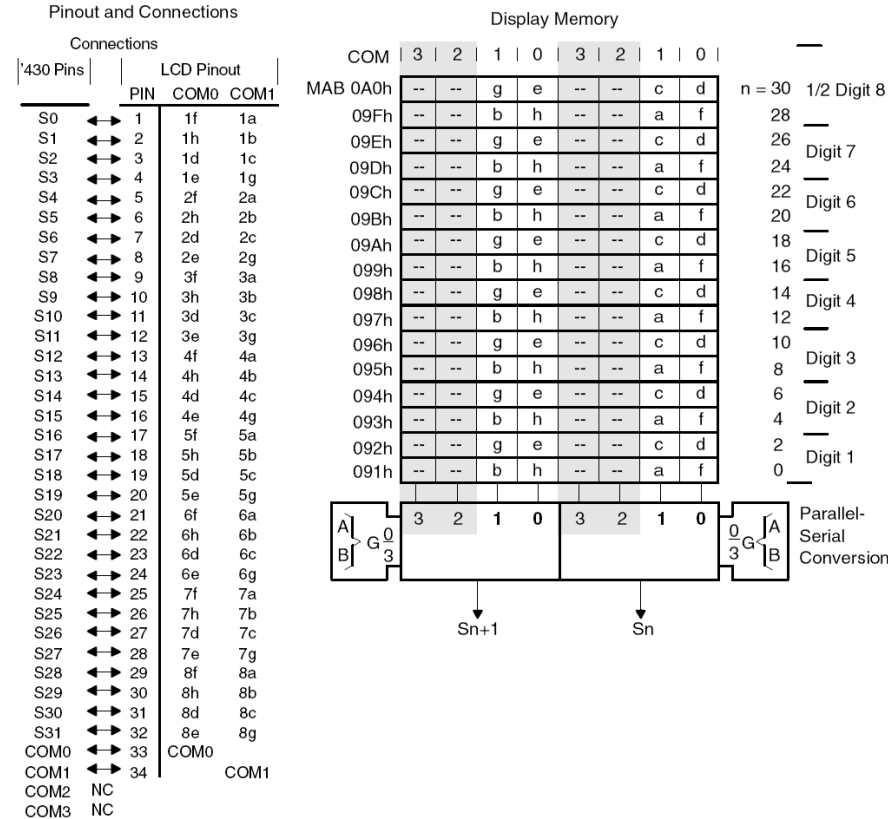 Pinout and Connections
Connections
'430 Pins LCD Pinout
PIN COM0 COM1
S0 1 1f 1a
S1 2 1h 1b
S2 3 1d 1c
S3 4 1e 1g
S4 5 2f 2a
S5 6 2h 2b
S6 7 2d 2c
S7 8 2e 2g
S8 9 3f 3a
S9 10 3h 3b
S10 11 3d 3c
S11 12 3e 3g
S12 13 4f 4a
S13 14 4h 4b
S14 15 4d 4c
S15 16 4e 4g
S16 17 5f 5a
S17 18 5h 5b
S18 19 5d 5c
S19 20 5e 5g
S20 21 6f 6a
S21 22 6h 6b
S22 23 6d 6c
S23 24 6e 6g
S24 25 7f 7a
S25 26 7h 7b
S26 27 7d 7c
S27 28 7e 7g
S28 29 8f 8a
S29 30 8h 8b
S30 31 8d 8c
S31 32 8e 8g
COM0 33 COM0
COM1 34 COM1
COM2 NC
COM3 NC
Display Memory
COM 3 2 1 0 3 2 1 0
MAB 0A0h -- -- g e -- -- c d n = 30 1/2 Digit 8
09Fh -- -- b h -- -- a f 28
09Eh -- -- g e -- -- c d 26
Digit 7
09Dh -- -- b h -- -- a f 24
09Ch -- -- g e -- -- c d 22
Digit 6
09Bh -- -- b h -- -- a f 20
09Ah -- -- g e -- -- c d 18
Digit 5
099h -- -- b h -- -- a f 16
098h -- -- g e -- -- c d 14
Digit 4
097h -- -- b h -- -- a f 12
096h -- -- g e -- -- c d 10
Digit 3
095h -- -- b h -- -- a f 8
094h -- -- g e -- -- c d 6
Digit 2
093h -- -- b h -- -- a f 4
092h -- -- g e -- -- c d 2
Digit 1
091h -- -- b h -- -- a f 0
3 2 1 0 3 2 1 0
A B G 0/3
0/3 G A B
Parallel-
Serial
Conversion
Sn+1 Sn